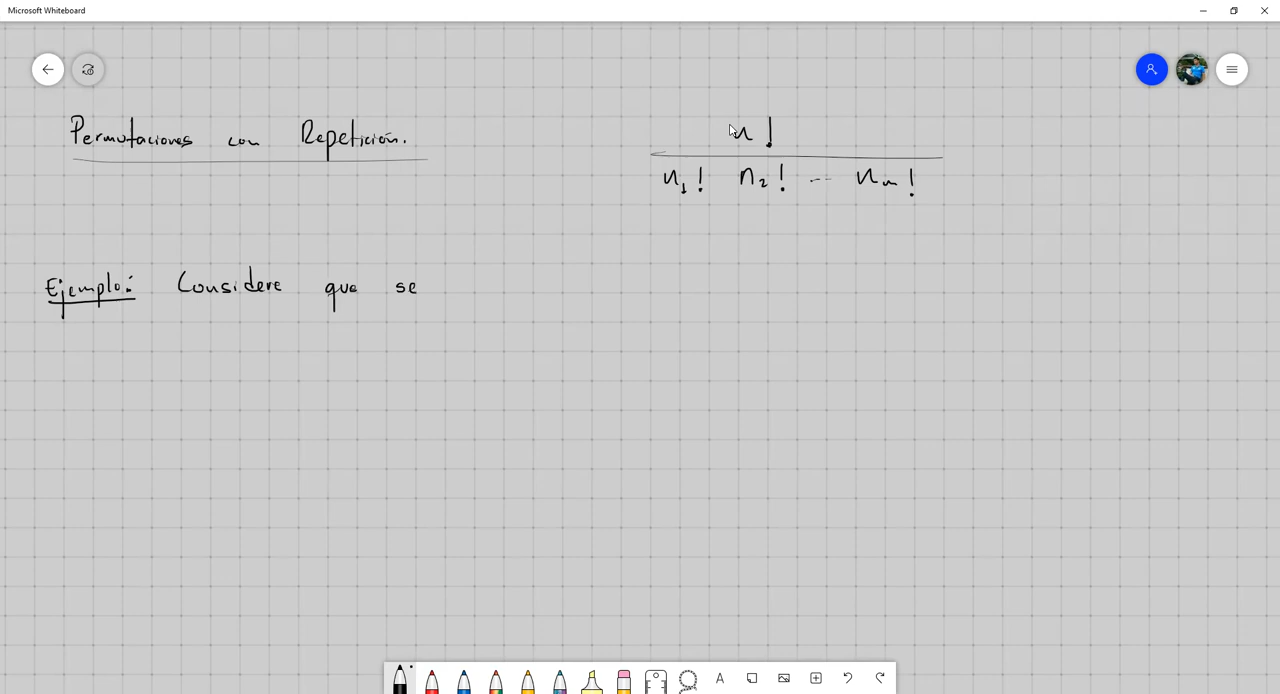 Microsoft Whiteboard
Permutaciones con Repetición.
n!
n₁! n₂! ... nₘ!
Ejemplo: Considere que se
A